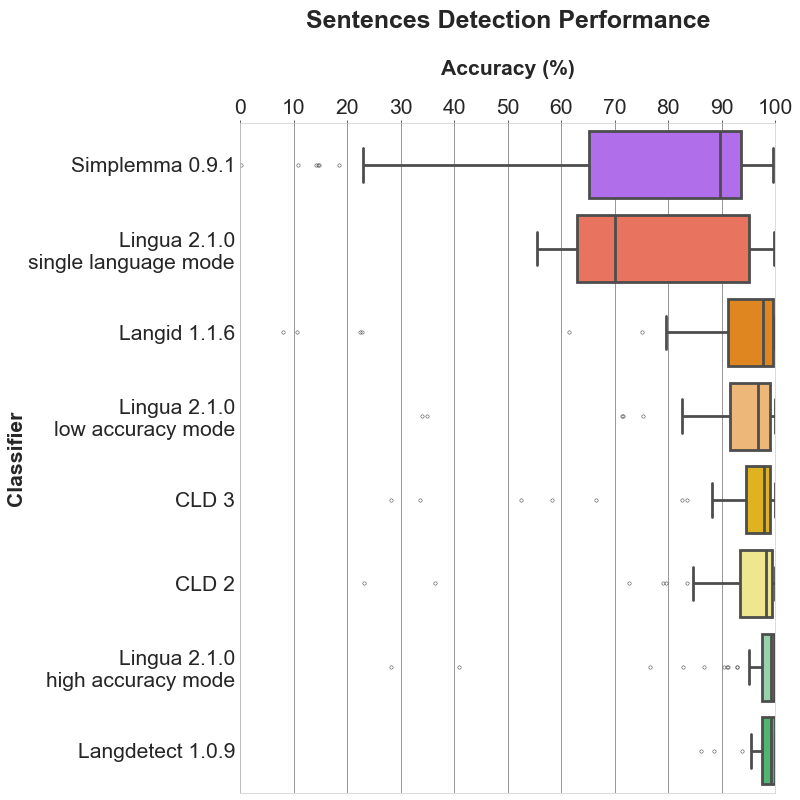 Sentences Detection Performance
Accuracy (%)
0 10 20 30 40 50 60 70 80 90 100
Simplemma 0.9.1
Lingua 2.1.0
single language mode
Langid 1.1.6
Lingua 2.1.0
low accuracy mode
Classifier
CLD 3
CLD 2
Lingua 2.1.0
high accuracy mode
Langdetect 1.0.9